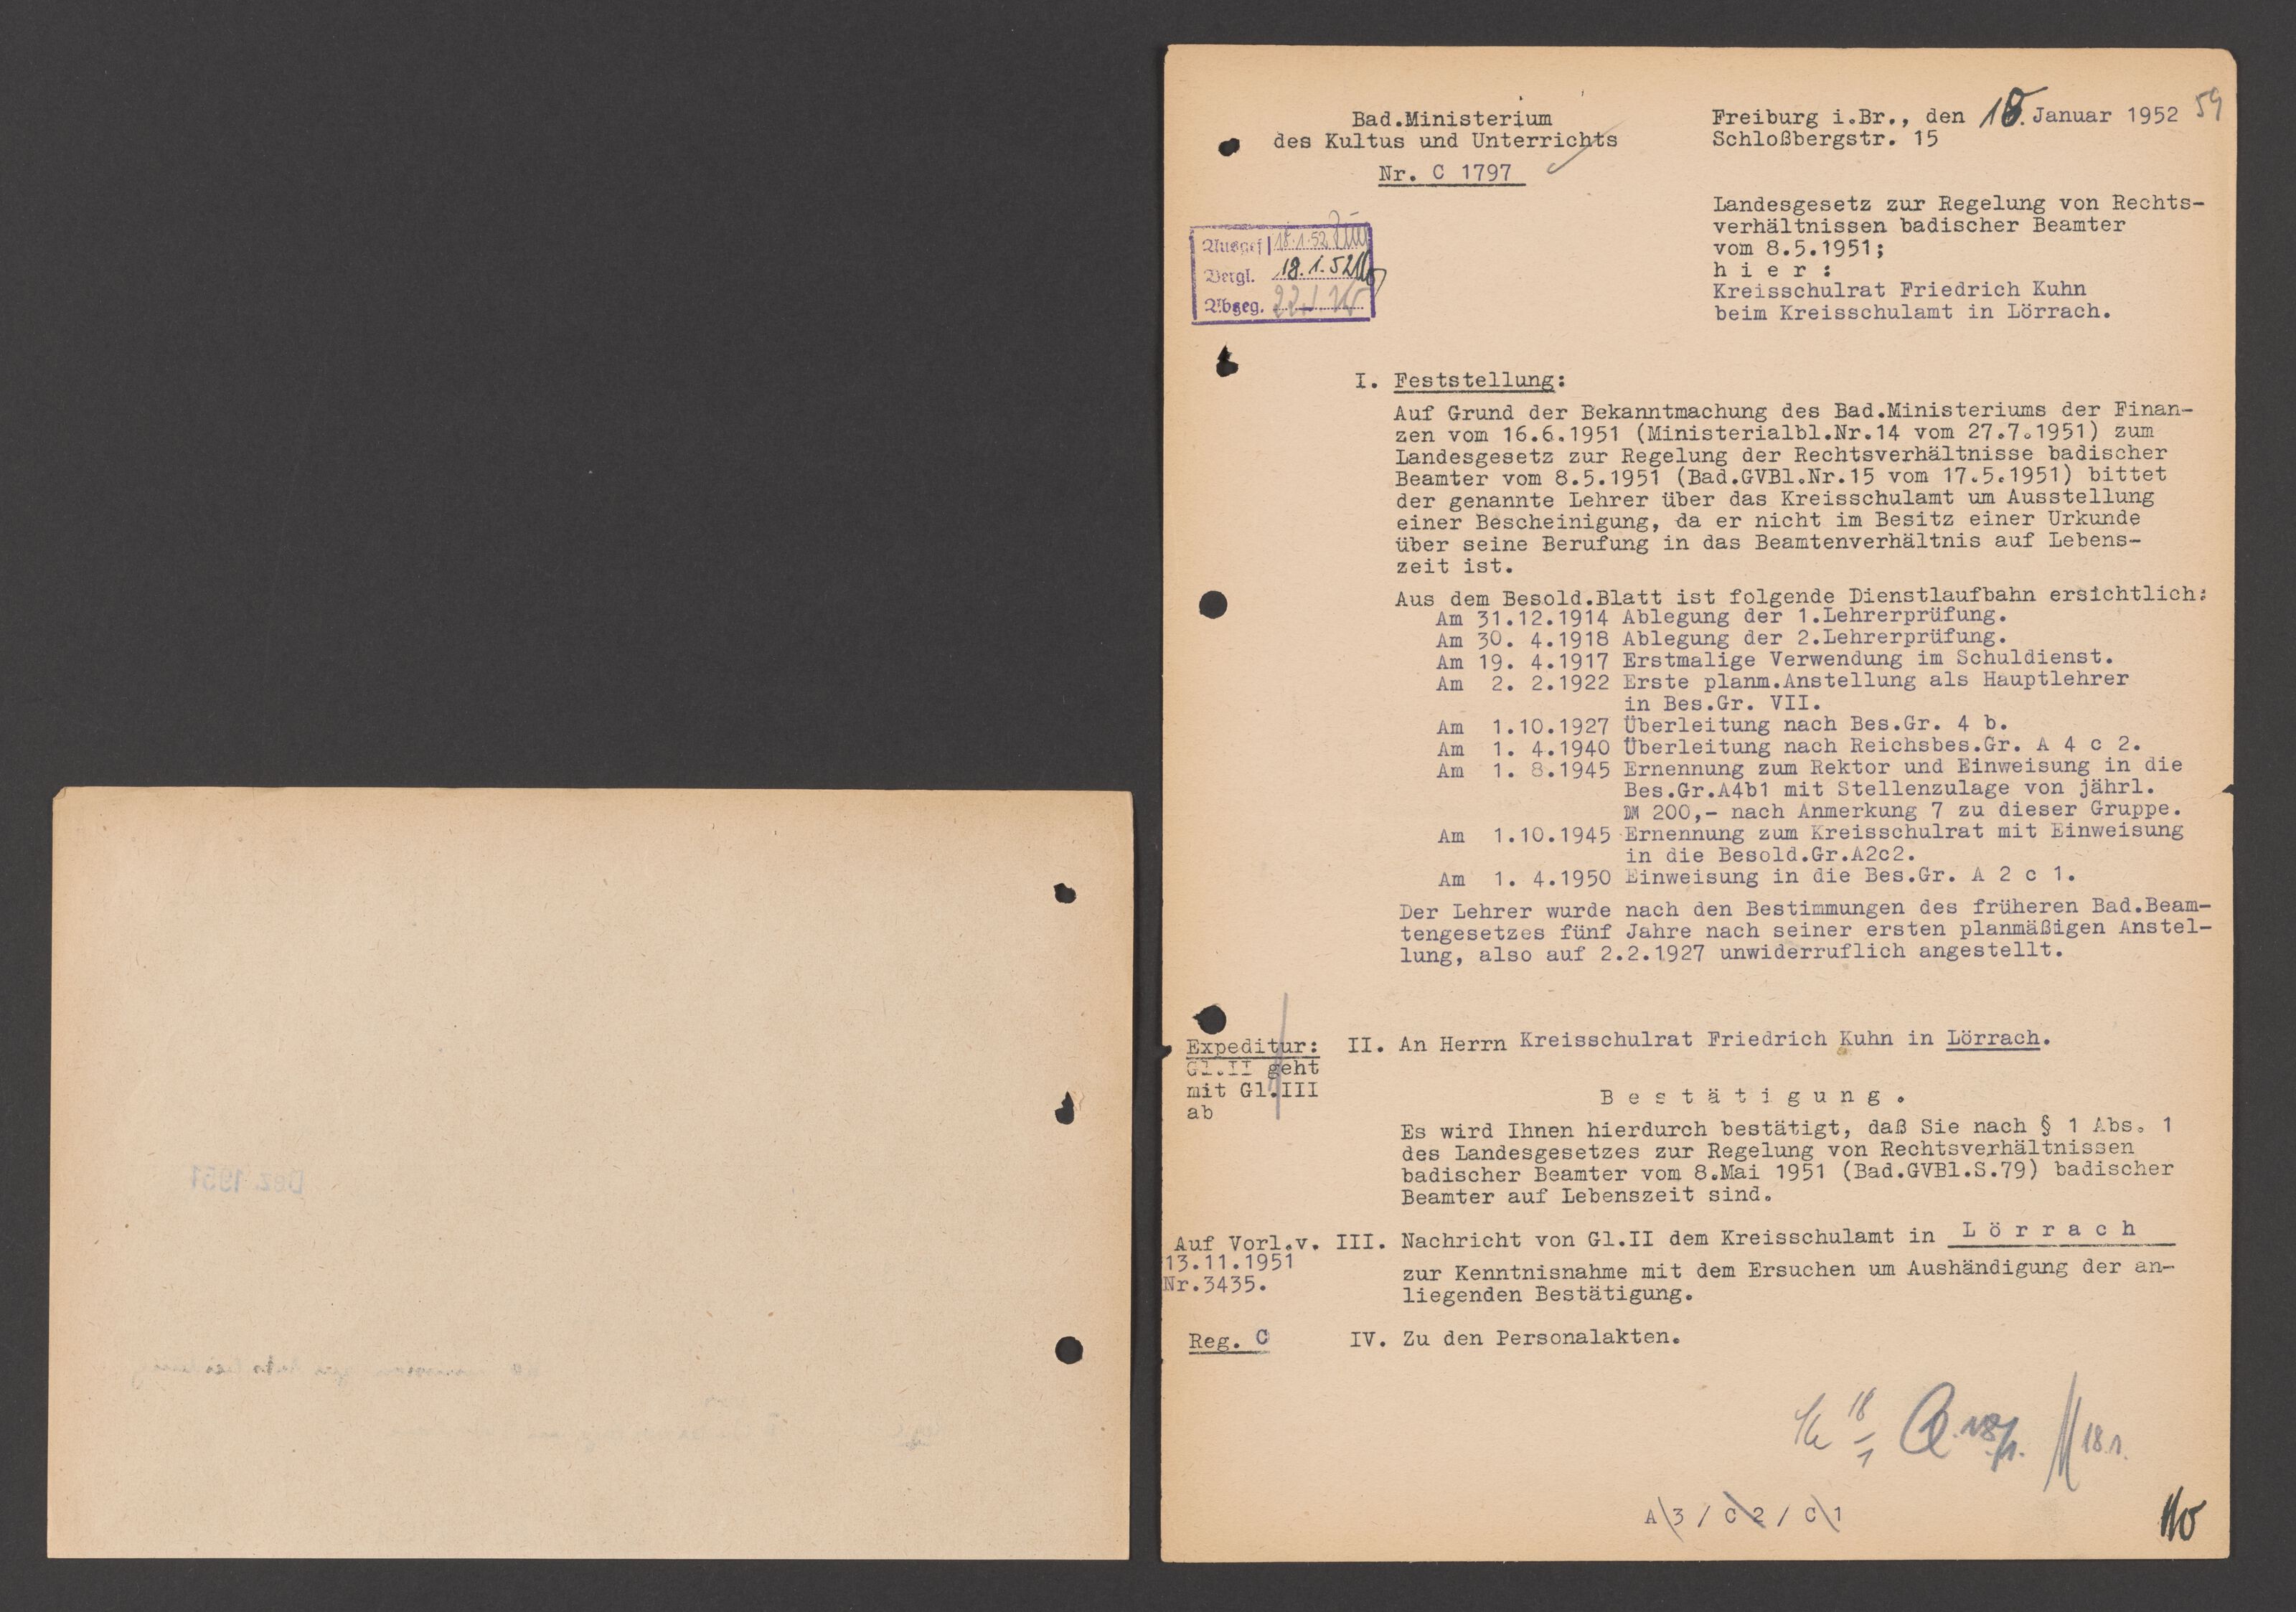 Bad.Ministerium
des Kultus und Unterrichts
Nr. C 1797
Freiburg i.Br., den 18. Januar 1952
59
Schloßbergstr. 15
Landesgesetz zur Regelung von Rechts-
verhältnissen badischer Beamter
vom 8.5.1951;
h i e r :
Kreisschulrat Friedrich Kuhn
beim Kreisschulamt in Lörrach.
Ausgef 18.1.52
Vergl. 18.1.52
Abgeg. 22.1.
I. Feststellung:
Auf Grund der Bekanntmachung des Bad.Ministeriums der Finan-
zen vom 16.6.1951 (Ministerialbl.Nr.14 vom 27.7.1951) zum
Landesgesetz zur Regelung der Rechtsverhältnisse badischer
Beamter vom 8.5.1951 (Bad.GVBl.Nr.15 vom 17.5.1951) bittet
der genannte Lehrer über das Kreisschulamt um Ausstellung
einer Bescheinigung, da er nicht im Besitz einer Urkunde
über seine Berufung in das Beamtenverhältnis auf Lebens-
zeit ist.
Aus dem Besold.Blatt ist folgende Dienstlaufbahn ersichtlich:
Am 31.12.1914 Ablegung der 1.Lehrerprüfung.
Am 30. 4.1918 Ablegung der 2.Lehrerprüfung.
Am 19. 4.1917 Erstmalige Verwendung im Schuldienst.
Am 2. 2.1922 Erste planm.Anstellung als Hauptlehrer
in Bes.Gr. VII.
Am 1.10.1927 Überleitung nach Bes.Gr. 4 b.
Am 1. 4.1940 Überleitung nach Reichsbes.Gr. A 4 c 2.
Am 1. 8.1945 Ernennung zum Rektor und Einweisung in die
Bes.Gr.A4b1 mit Stellenzulage von jährl.
DM 200,- nach Anmerkung 7 zu dieser Gruppe.
Am 1.10.1945 Ernennung zum Kreisschulrat mit Einweisung
in die Besold.Gr.A2c2.
Am 1. 4.1950 Einweisung in die Bes.Gr. A 2 c 1.
Der Lehrer wurde nach den Bestimmungen des früheren Bad.Beam-
tengesetzes fünf Jahre nach seiner ersten planmäßigen Anstel-
lung, also auf 2.2.1927 unwiderruflich angestellt.
Expeditur:
Gl.II geht
mit Gl.III
ab
II. An Herrn Kreisschulrat Friedrich Kuhn in Lörrach.
B e s t ä t i g u n g .
Es wird Ihnen hierdurch bestätigt, daß Sie nach § 1 Abs. 1
des Landesgesetzes zur Regelung von Rechtsverhältnissen
badischer Beamter vom 8.Mai 1951 (Bad.GVBl.S.79) badischer
Beamter auf Lebenszeit sind.
Auf Vorl.v.
13.11.1951
Nr.3435.
III. Nachricht von Gl.II dem Kreisschulamt in L ö r r a c h
zur Kenntnisnahme mit dem Ersuchen um Aushändigung der an-
liegenden Bestätigung.
Reg. C
IV. Zu den Personalakten.
18
1
18.1.
A 3 / C 2 / C 1
Dez. 1951